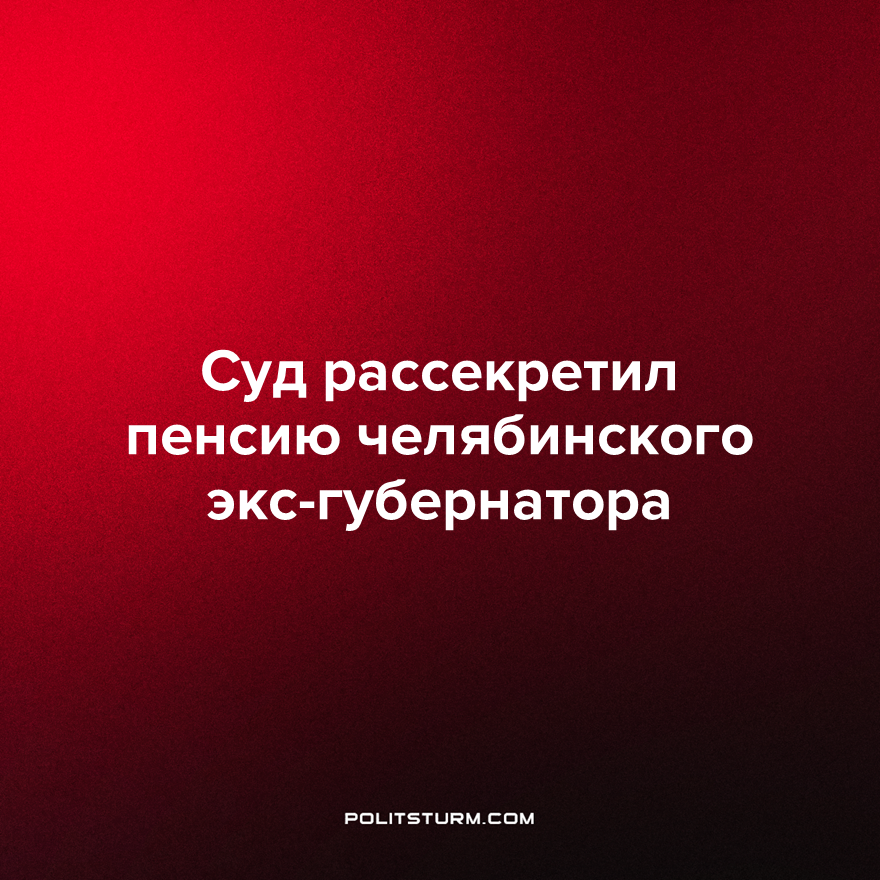 Суд рассекретил
пенсию челябинского
экс-губернатора
POLITSTURM.COM